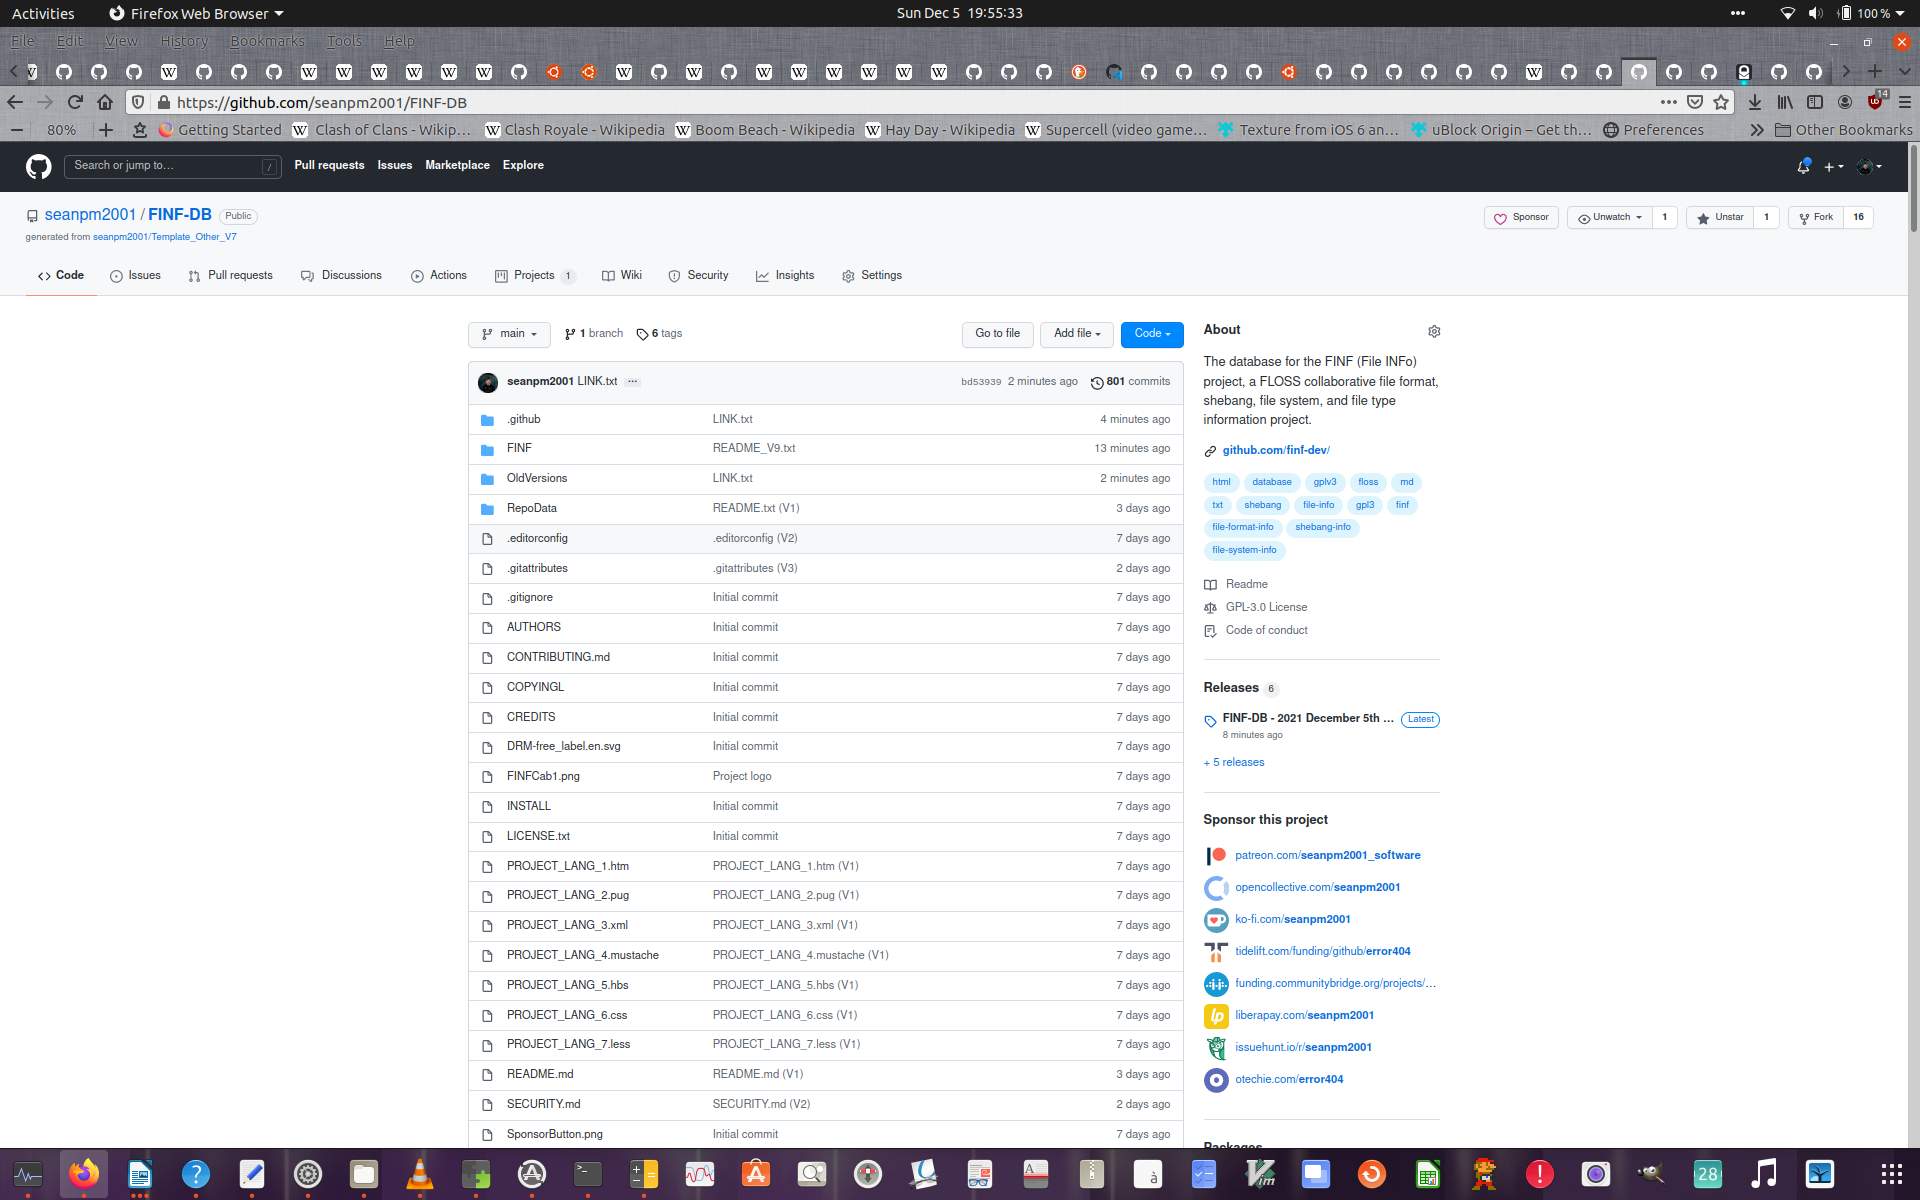 Activities
Firefox Web Browser
Sun Dec 5 19:55:33
100 %
File Edit View History Bookmarks Tools Help
https://github.com/seanpm2001/FINF-DB
14
80%
Getting Started
Clash of Clans - Wikip…
Clash Royale - Wikipedia
Boom Beach - Wikipedia
Hay Day - Wikipedia
Supercell (video game…
Texture from iOS 6 an…
uBlock Origin – Get th…
Preferences
Other Bookmarks
Search or jump to…
/
Pull requests Issues Marketplace Explore
seanpm2001 / FINF-DB Public
generated from seanpm2001/Template_Other_V7
Sponsor
Unwatch 1
Unstar 1
Fork 16
Code Issues Pull requests Discussions Actions Projects 1 Wiki Security Insights Settings
main 1 branch 6 tags
Go to file Add file Code
seanpm2001 LINK.txt ... bd53939 2 minutes ago 801 commits
.github LINK.txt 4 minutes ago
FINF README_V9.txt 13 minutes ago
OldVersions LINK.txt 2 minutes ago
RepoData README.txt (V1) 3 days ago
.editorconfig .editorconfig (V2) 7 days ago
.gitattributes .gitattributes (V3) 2 days ago
.gitignore Initial commit 7 days ago
AUTHORS Initial commit 7 days ago
CONTRIBUTING.md Initial commit 7 days ago
COPYINGL Initial commit 7 days ago
CREDITS Initial commit 7 days ago
DRM-free_label.en.svg Initial commit 7 days ago
FINFCab1.png Project logo 7 days ago
INSTALL Initial commit 7 days ago
LICENSE.txt Initial commit 7 days ago
PROJECT_LANG_1.htm PROJECT_LANG_1.htm (V1) 7 days ago
PROJECT_LANG_2.pug PROJECT_LANG_2.pug (V1) 7 days ago
PROJECT_LANG_3.xml PROJECT_LANG_3.xml (V1) 7 days ago
PROJECT_LANG_4.mustache PROJECT_LANG_4.mustache (V1) 7 days ago
PROJECT_LANG_5.hbs PROJECT_LANG_5.hbs (V1) 7 days ago
PROJECT_LANG_6.css PROJECT_LANG_6.css (V1) 7 days ago
PROJECT_LANG_7.less PROJECT_LANG_7.less (V1) 7 days ago
README.md README.md (V1) 3 days ago
SECURITY.md SECURITY.md (V2) 2 days ago
SponsorButton.png Initial commit 7 days ago
About
The database for the FINF (File INFo)
project, a FLOSS collaborative file format,
shebang, file system, and file type
information project.
github.com/finf-dev/
html database gplv3 floss md
txt shebang file-info gpl3 finf
file-format-info shebang-info
file-system-info
Readme
GPL-3.0 License
Code of conduct
Releases 6
FINF-DB - 2021 December 5th ... Latest
8 minutes ago
+ 5 releases
Sponsor this project
patreon.com/seanpm2001_software
opencollective.com/seanpm2001
ko-fi.com/seanpm2001
tidelift.com/funding/github/error404
funding.communitybridge.org/projects/...
liberapay.com/seanpm2001
issuehunt.io/r/seanpm2001
otechie.com/error404
Packages
28